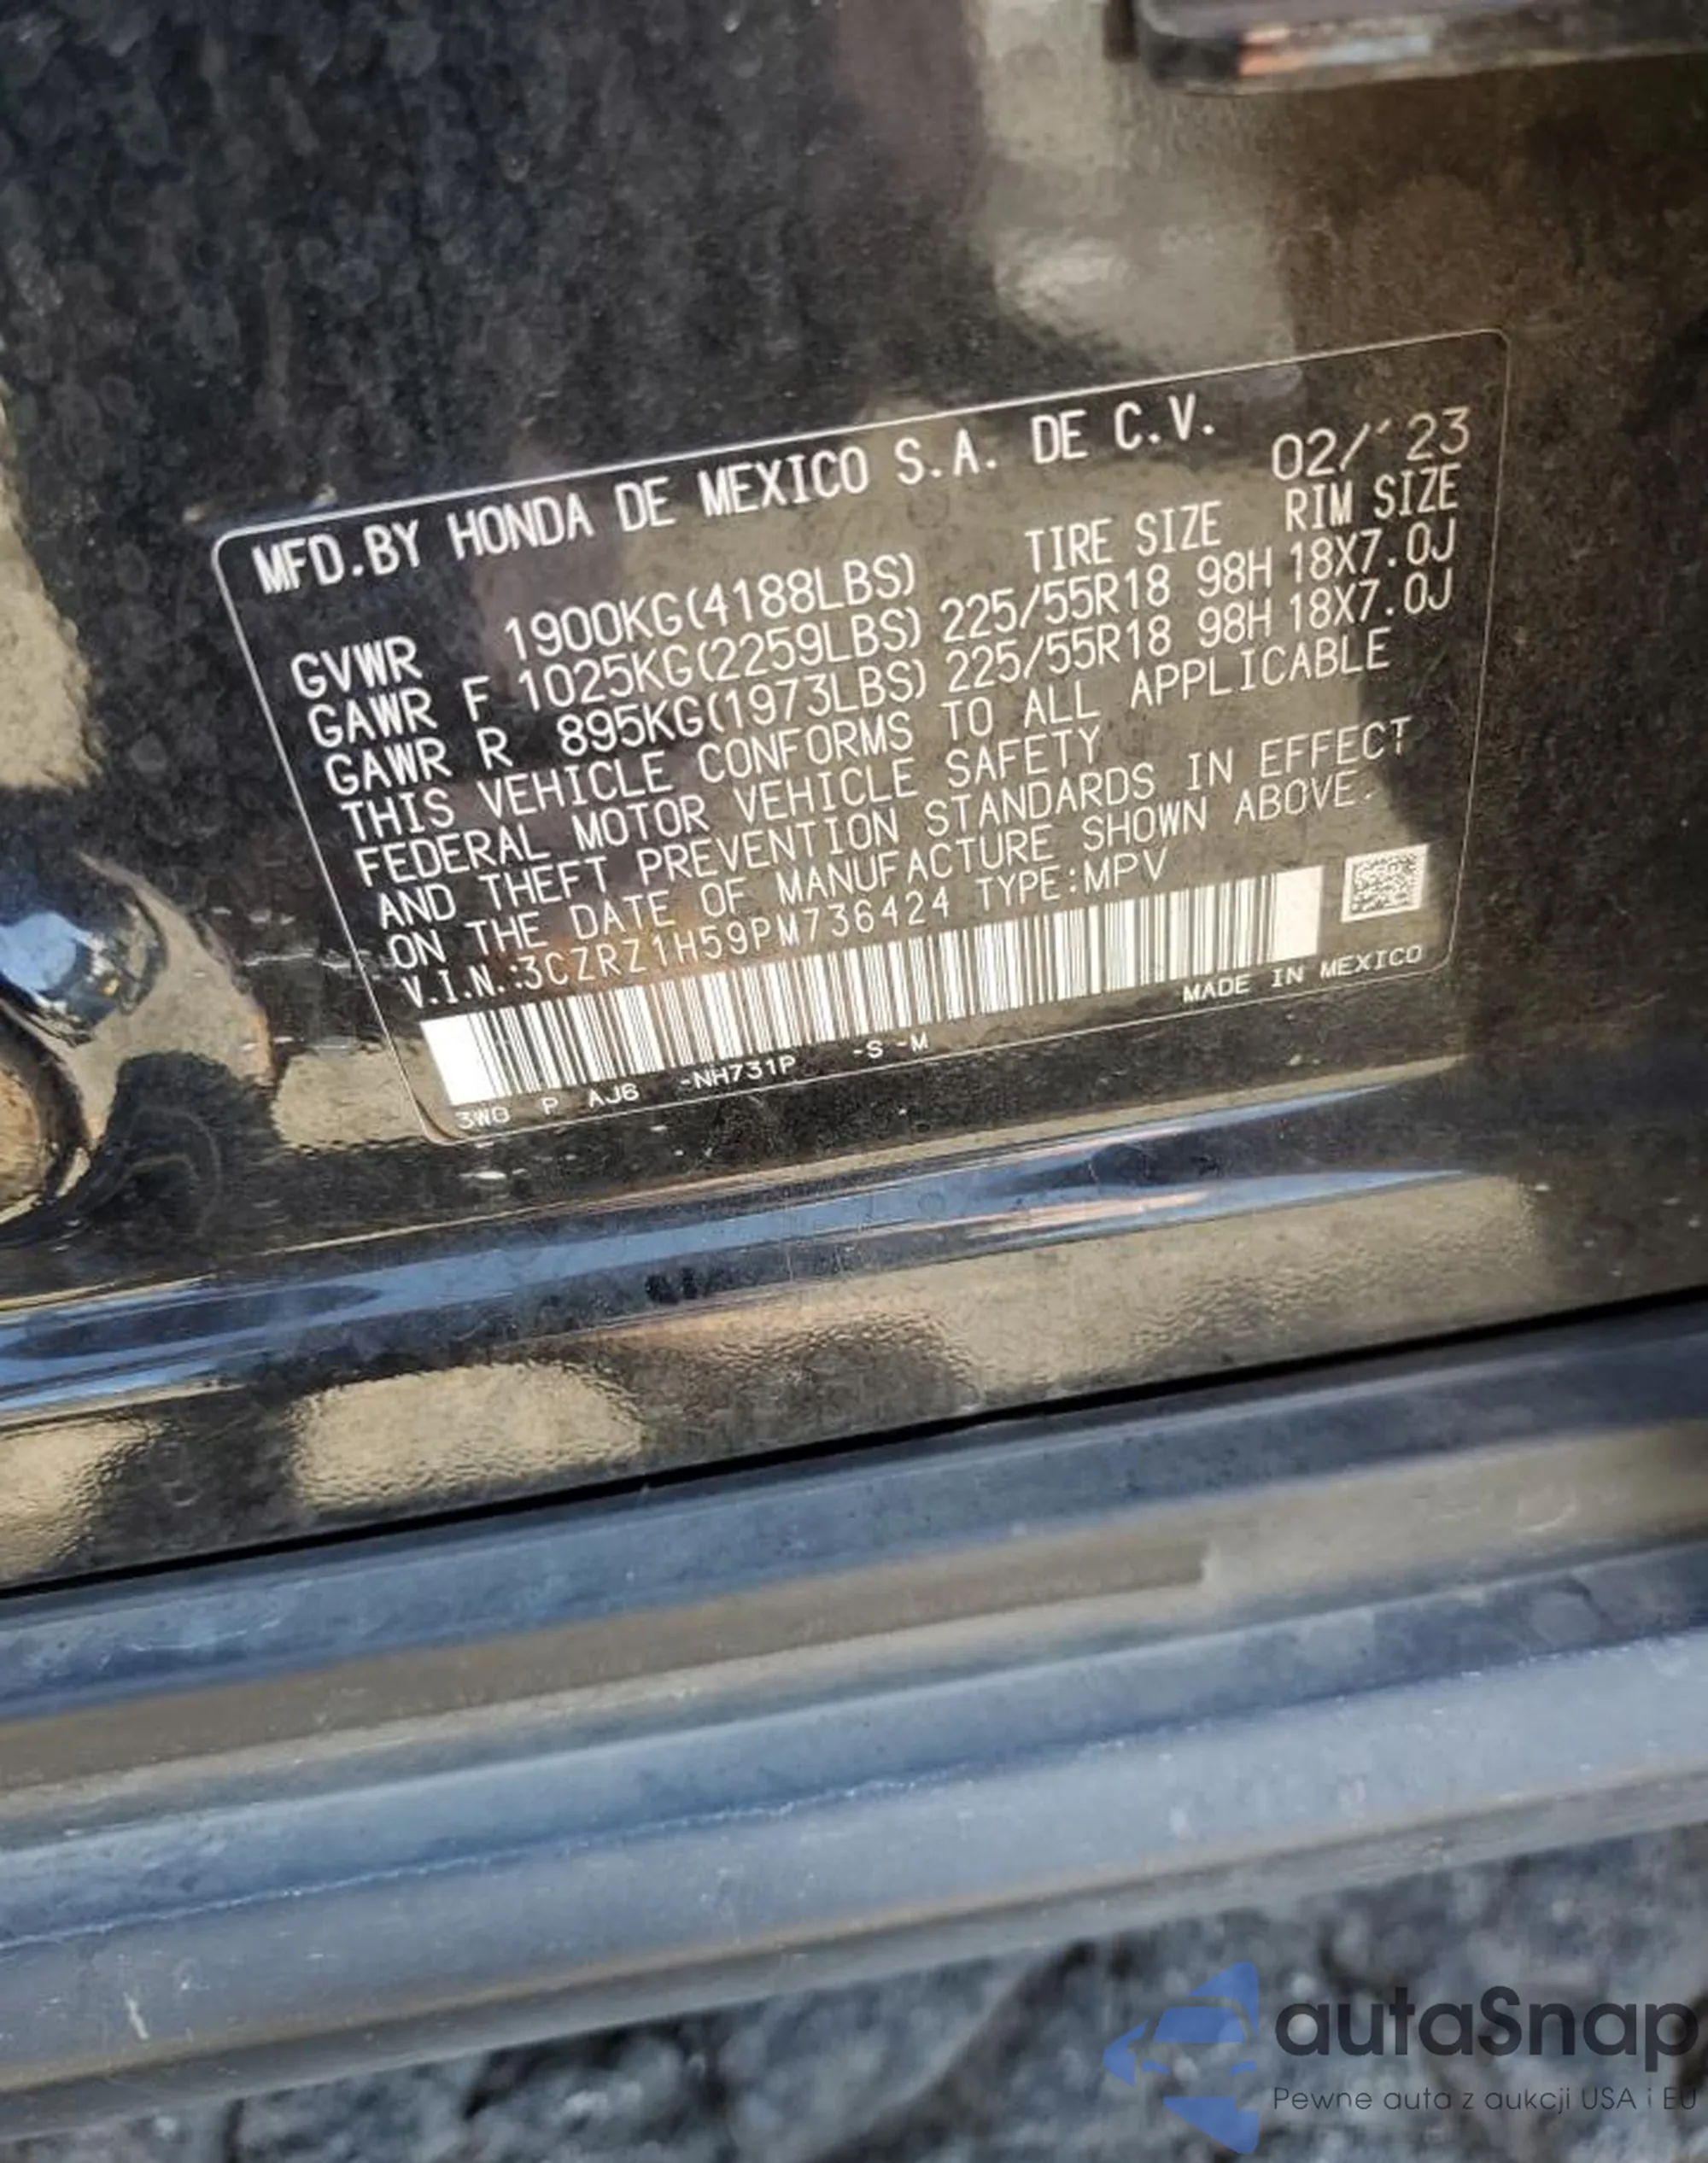 MFD.BY HONDA DE MEXICO S.A. DE C.V.
02/´23
TIRE SIZE RIM SIZE
GVWR 1900KG(4188LBS)
GAWR F 1025KG(2259LBS) 225/55R18 98H 18X7.0J
GAWR R 895KG(1973LBS) 225/55R18 98H 18X7.0J
THIS VEHICLE CONFORMS TO ALL APPLICABLE
FEDERAL MOTOR VEHICLE SAFETY
AND THEFT PREVENTION STANDARDS IN EFFECT
ON THE DATE OF MANUFACTURE SHOWN ABOVE.
V.I.N.:3CZRZ1H59PM736424 TYPE:MPV
MADE IN MEXICO
3W0 P AJ6 -NH731P -S -M
autaSnap
Pewne auta z aukcji USA i EU